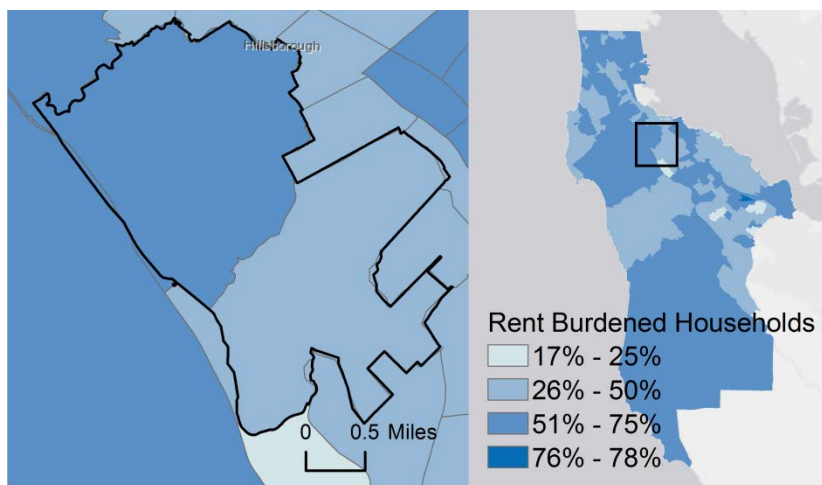 Hillsborough
0 0.5 Miles
Rent Burdened Households
17% - 25%
26% - 50%
51% - 75%
76% - 78%